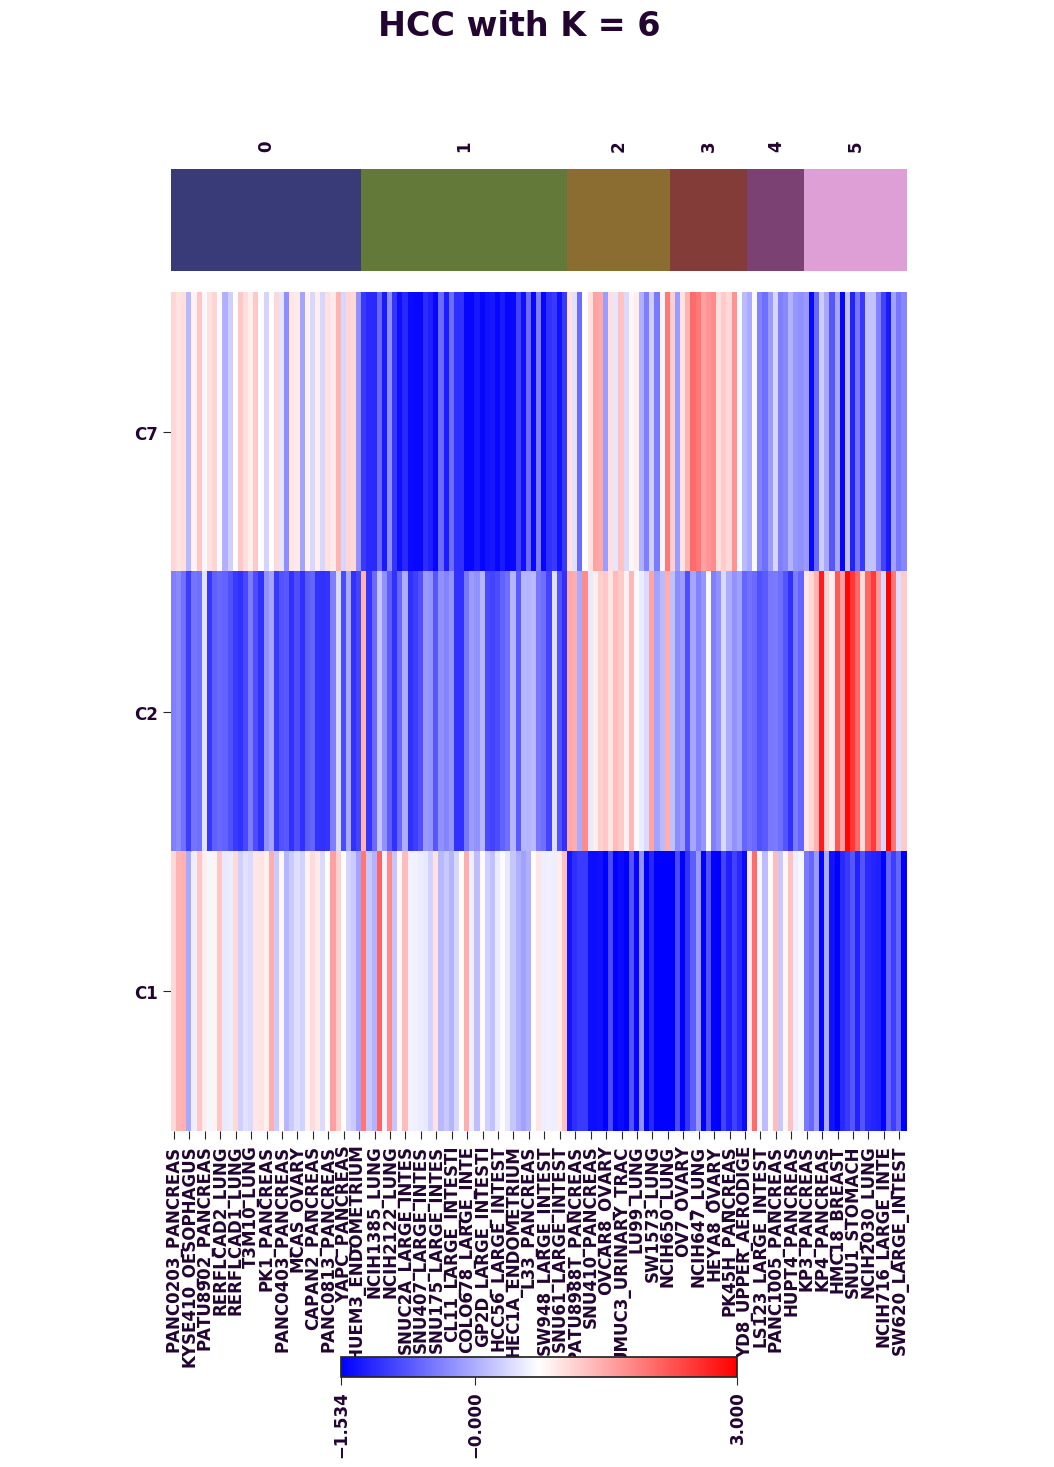 HCC with K = 6
0
1
2
3
4
5
C7
C2
C1
PANC0203_PANCREAS
KYSE410_OESOPHAGUS
PATU8902_PANCREAS
RERFLCAD2_LUNG
RERFLCAD1_LUNG
T3M10_LUNG
PK1_PANCREAS
PANC0403_PANCREAS
MCAS_OVARY
CAPAN2_PANCREAS
PANC0813_PANCREAS
YAPC_PANCREAS
HUEM3_ENDOMETRIUM
NCIH1385_LUNG
NCIH2122_LUNG
SNUC2A_LARGE_INTES
SNU407_LARGE_INTES
SNU175_LARGE_INTES
CL11_LARGE_INTESTI
COLO678_LARGE_INTE
GP2D_LARGE_INTESTI
HCC56_LARGE_INTEST
HEC1A_ENDOMETRIUM
L33_PANCREAS
SW948_LARGE_INTEST
SNU61_LARGE_INTEST
PATU8988T_PANCREAS
SNU410_PANCREAS
OVCAR8_OVARY
UMUC3_URINARY_TRAC
LU99_LUNG
SW1573_LUNG
NCIH650_LUNG
OV7_OVARY
NCIH647_LUNG
HEYA8_OVARY
PK45H_PANCREAS
YD8_UPPER_AERODIGE
LS123_LARGE_INTEST
PANC1005_PANCREAS
HUPT4_PANCREAS
KP3_PANCREAS
KP4_PANCREAS
HMC18_BREAST
SNU1_STOMACH
NCIH2030_LUNG
NCIH716_LARGE_INTE
SW620_LARGE_INTEST
−1.534
−0.000
3.000